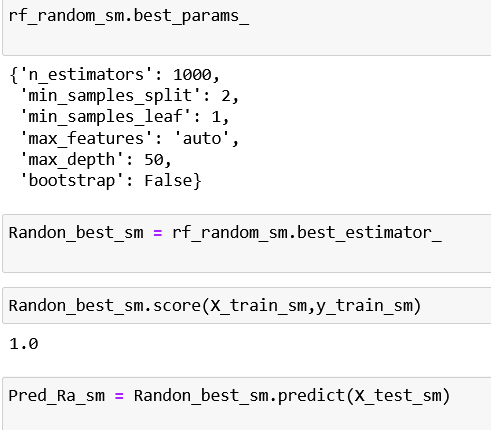 rf_random_sm.best_params_
{'n_estimators': 1000,
 'min_samples_split': 2,
 'min_samples_leaf': 1,
 'max_features': 'auto',
 'max_depth': 50,
 'bootstrap': False}
Randon_best_sm = rf_random_sm.best_estimator_
Randon_best_sm.score(X_train_sm,y_train_sm)
1.0
Pred_Ra_sm = Randon_best_sm.predict(X_test_sm)